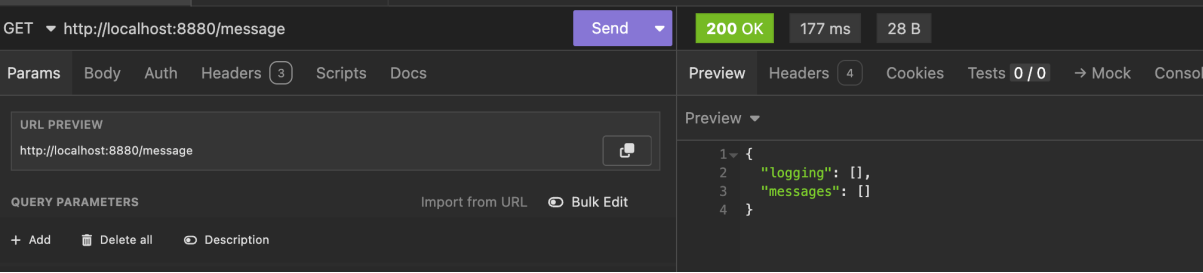 GET http://localhost:8880/message Send
Params Body Auth Headers 3 Scripts Docs
URL PREVIEW
http://localhost:8880/message
QUERY PARAMETERS Import from URL Bulk Edit
+ Add Delete all Description
200 OK 177 ms 28 B
Preview Headers 4 Cookies Tests 0 / 0 → Mock Consol
Preview
1 {
2 "logging": [],
3 "messages": []
4 }